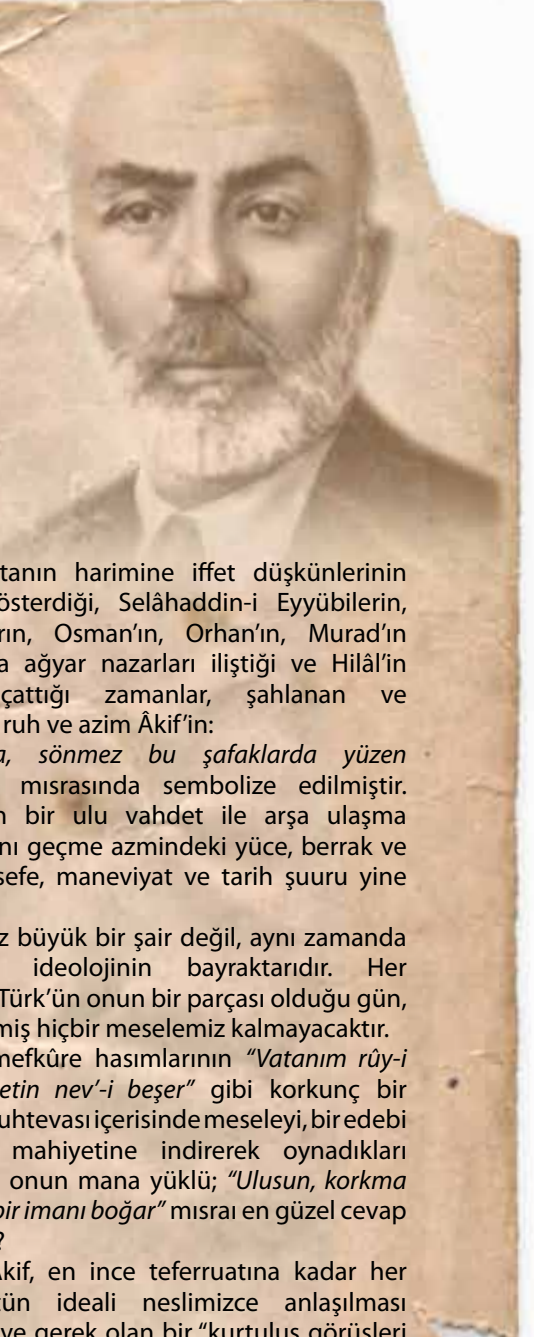 tanın harimine iffet düşkünlerinin
österdiği, Selâhaddin-i Eyyübilerin,
rın, Osman’ın, Orhan’ın, Murad’ın
a ağyar nazarları iliştiği ve Hilâl’in
çattığı zamanlar, şahlanan ve
ruh ve azim Âkif’in:
a, sönmez bu şafaklarda yüzen
mısrasında sembolize edilmiştir.
n bir ulu vahdet ile arşa ulaşma
nı geçme azmindeki yüce, berrak ve
sefe, maneviyat ve tarih şuuru yine
z büyük bir şair değil, aynı zamanda
ideolojinin bayraktarıdır. Her
Türk’ün onun bir parçası olduğu gün,
miş hiçbir meselemiz kalmayacaktır.
mefkûre hasımlarının “Vatanım rûy-i
etin nev’-i beşer” gibi korkunç bir
uhtevası içerisinde meseleyi, bir edebi
mahiyetine indirerek oynadıkları
onun mana yüklü; “Ulusun, korkma
bir imanı boğar” mısraı en güzel cevap
?
Akif, en ince teferruatına kadar her
tün ideali neslimizce anlaşılması
ve gerek olan bir “kurtuluş görüşleri